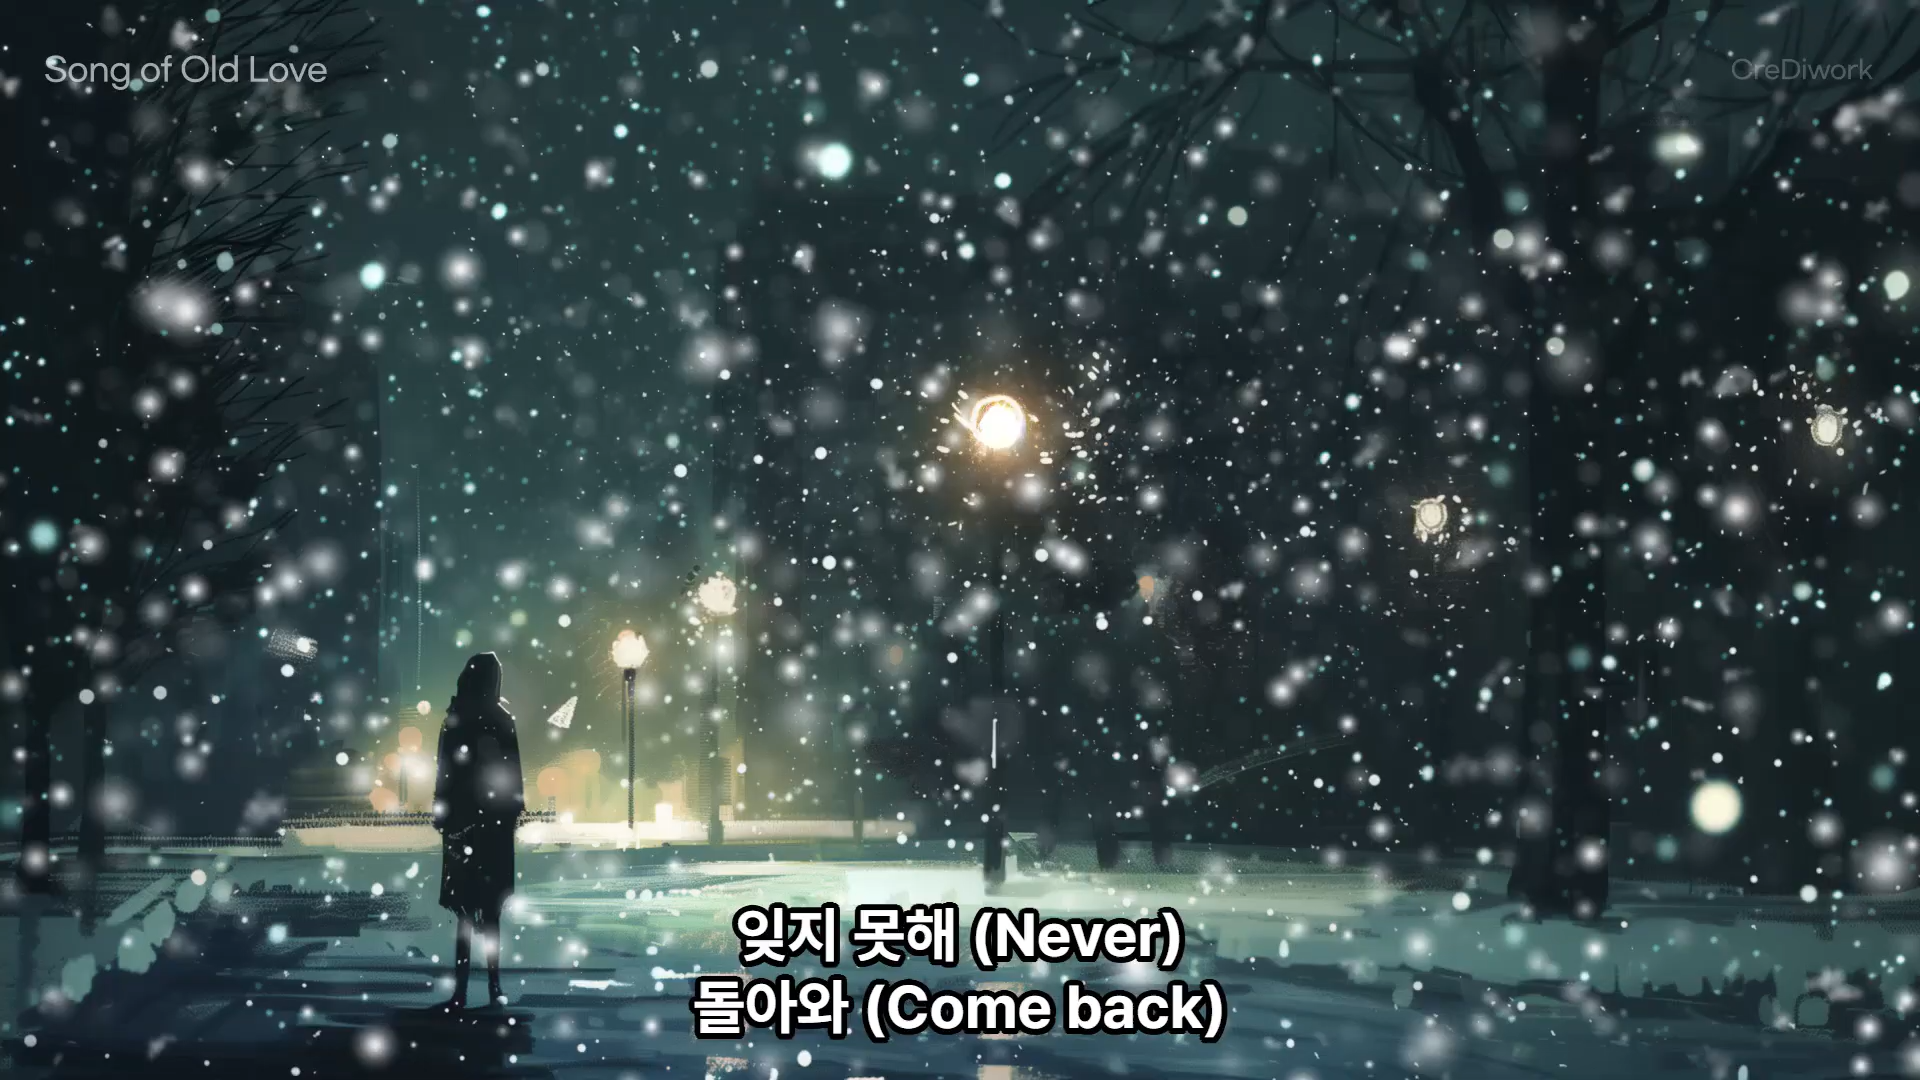 Song of Old Love
CreDiwork
잊지 못해 (Never)
돌아와 (Come back)